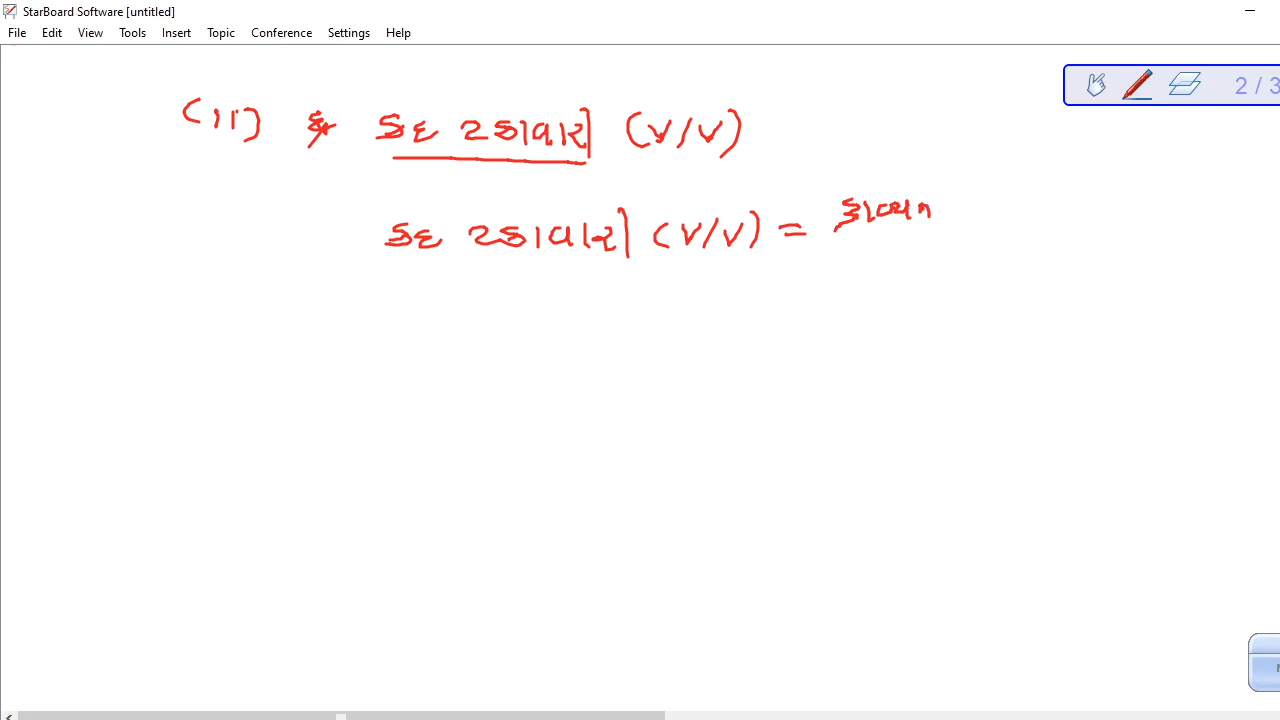 StarBoard Software [untitled]
File Edit View Tools Insert Topic Conference Settings Help
2 / 3
(11) * કદ ટકાવારી (V/V)
કદ ટકાવારી (V/V) = દ્રાવ્ય